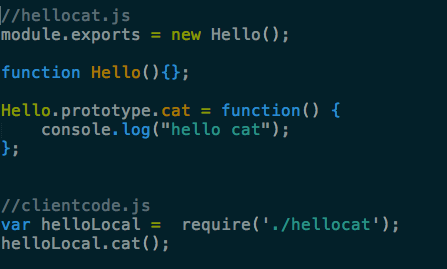 //hellocat.js
module.exports = new Hello();
function Hello(){};
Hello.prototype.cat = function() {
    console.log("hello cat");
};
//clientcode.js
var helloLocal =  require('./hellocat');
helloLocal.cat();